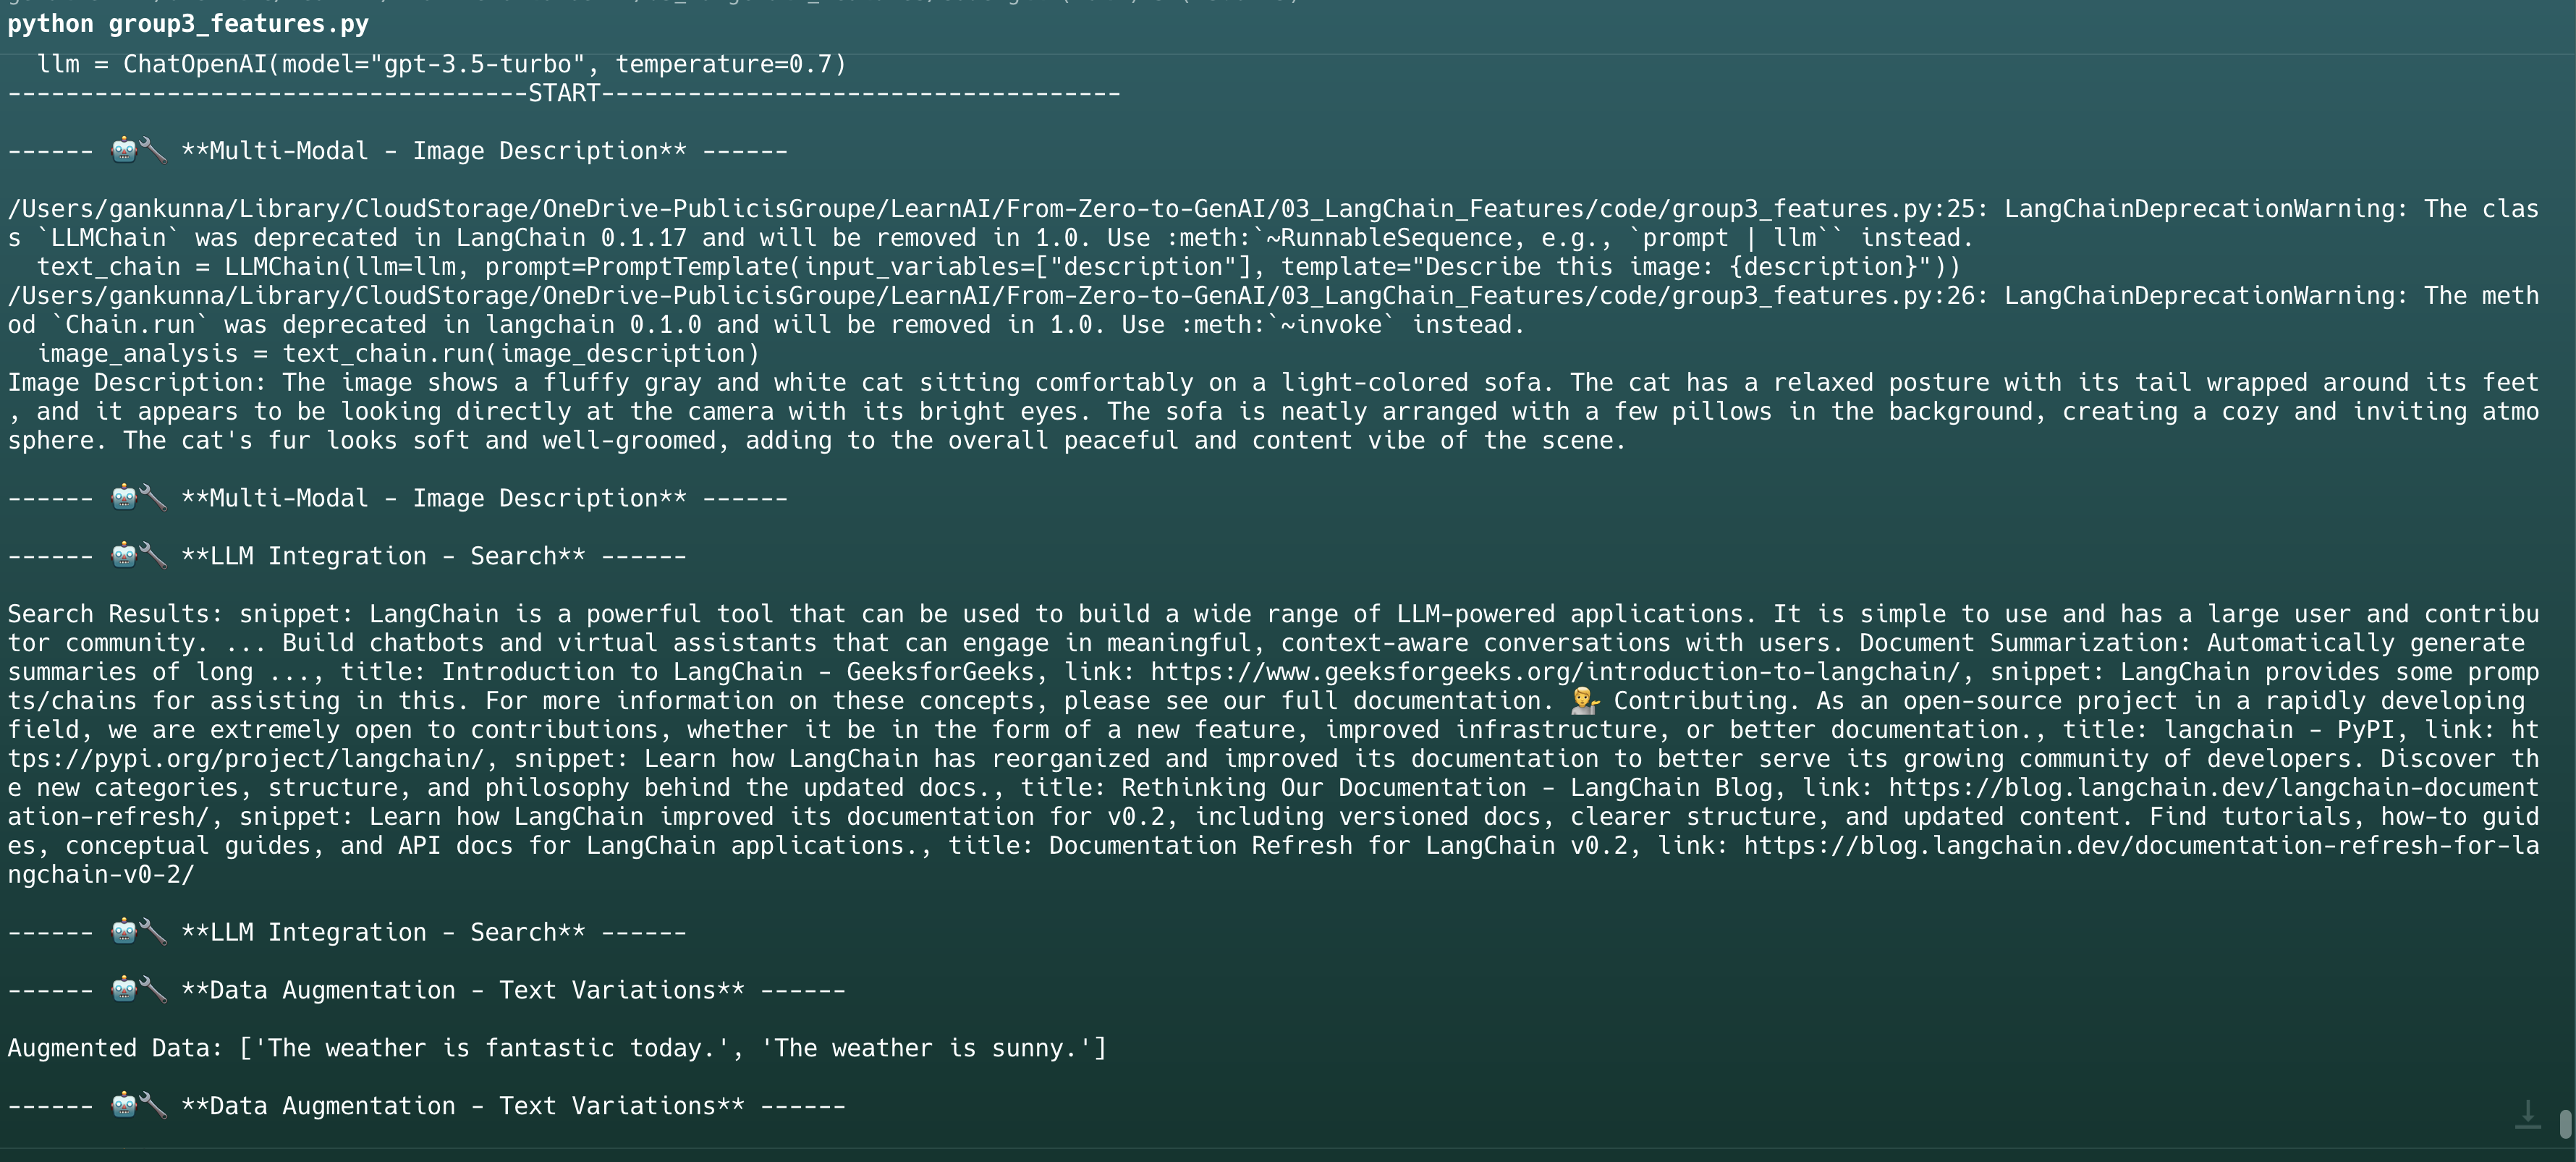 python group3_features.py
  llm = ChatOpenAI(model="gpt-3.5-turbo", temperature=0.7)
------------------------------------START------------------------------------
------ 🤖🔧 **Multi-Modal - Image Description** ------
/Users/gankunna/Library/CloudStorage/OneDrive-PublicisGroupe/LearnAI/From-Zero-to-GenAI/03_LangChain_Features/code/group3_features.py:25: LangChainDeprecationWarning: The clas
s `LLMChain` was deprecated in LangChain 0.1.17 and will be removed in 1.0. Use :meth:`~RunnableSequence, e.g., `prompt | llm`` instead.
  text_chain = LLMChain(llm=llm, prompt=PromptTemplate(input_variables=["description"], template="Describe this image: {description}"))
/Users/gankunna/Library/CloudStorage/OneDrive-PublicisGroupe/LearnAI/From-Zero-to-GenAI/03_LangChain_Features/code/group3_features.py:26: LangChainDeprecationWarning: The meth
od `Chain.run` was deprecated in langchain 0.1.0 and will be removed in 1.0. Use :meth:`~invoke` instead.
  image_analysis = text_chain.run(image_description)
Image Description: The image shows a fluffy gray and white cat sitting comfortably on a light-colored sofa. The cat has a relaxed posture with its tail wrapped around its feet
, and it appears to be looking directly at the camera with its bright eyes. The sofa is neatly arranged with a few pillows in the background, creating a cozy and inviting atmo
sphere. The cat's fur looks soft and well-groomed, adding to the overall peaceful and content vibe of the scene.
------ 🤖🔧 **Multi-Modal - Image Description** ------
------ 🤖🔧 **LLM Integration - Search** ------
Search Results: snippet: LangChain is a powerful tool that can be used to build a wide range of LLM-powered applications. It is simple to use and has a large user and contribu
tor community. ... Build chatbots and virtual assistants that can engage in meaningful, context-aware conversations with users. Document Summarization: Automatically generate
summaries of long ..., title: Introduction to LangChain - GeeksforGeeks, link: https://www.geeksforgeeks.org/introduction-to-langchain/, snippet: LangChain provides some promp
ts/chains for assisting in this. For more information on these concepts, please see our full documentation. 💁 Contributing. As an open-source project in a rapidly developing
field, we are extremely open to contributions, whether it be in the form of a new feature, improved infrastructure, or better documentation., title: langchain - PyPI, link: ht
tps://pypi.org/project/langchain/, snippet: Learn how LangChain has reorganized and improved its documentation to better serve its growing community of developers. Discover th
e new categories, structure, and philosophy behind the updated docs., title: Rethinking Our Documentation - LangChain Blog, link: https://blog.langchain.dev/langchain-document
ation-refresh/, snippet: Learn how LangChain improved its documentation for v0.2, including versioned docs, clearer structure, and updated content. Find tutorials, how-to guid
es, conceptual guides, and API docs for LangChain applications., title: Documentation Refresh for LangChain v0.2, link: https://blog.langchain.dev/documentation-refresh-for-la
ngchain-v0-2/
------ 🤖🔧 **LLM Integration - Search** ------
------ 🤖🔧 **Data Augmentation - Text Variations** ------
Augmented Data: ['The weather is fantastic today.', 'The weather is sunny.']
------ 🤖🔧 **Data Augmentation - Text Variations** ------